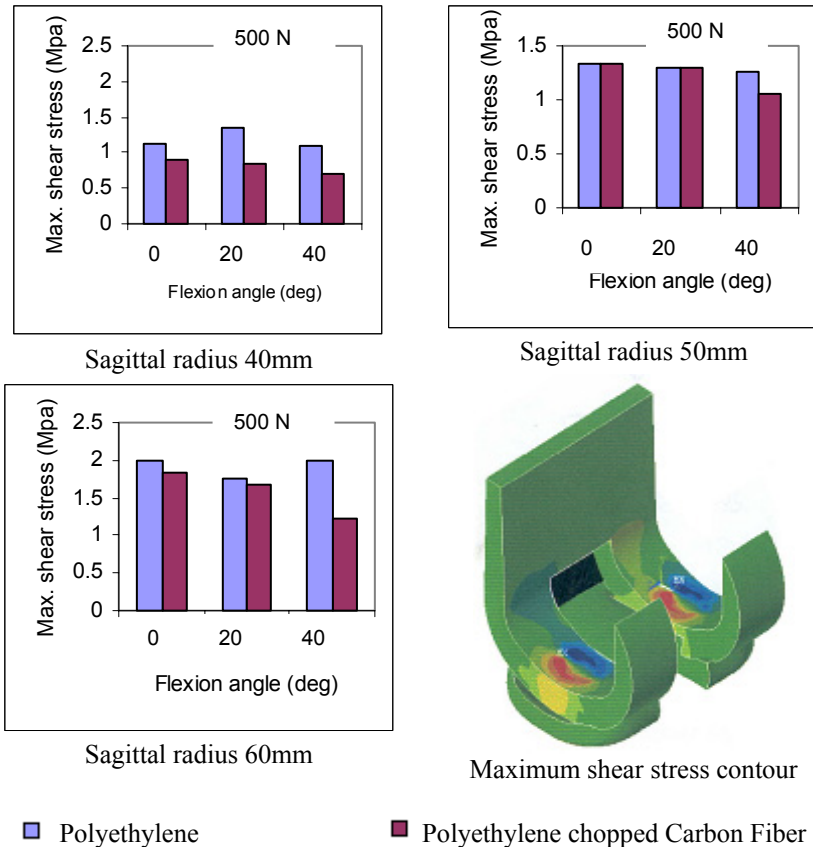 500 N
Max. shear stress (Mpa)
2.5
2
1.5
1
0.5
0
0 20 40
Flexion angle (deg)
Sagittal radius 40mm
500 N
Max. shear stress (Mpa)
1.5
1
0.5
0
0 20 40
Flexion angle (deg)
Sagittal radius 50mm
500 N
Max. shear stress (Mpa)
2.5
2
1.5
1
0.5
0
0 20 40
Flexion angle (deg)
Sagittal radius 60mm
Maximum shear stress contour
Polyethylene
Polyethylene chopped Carbon Fiber